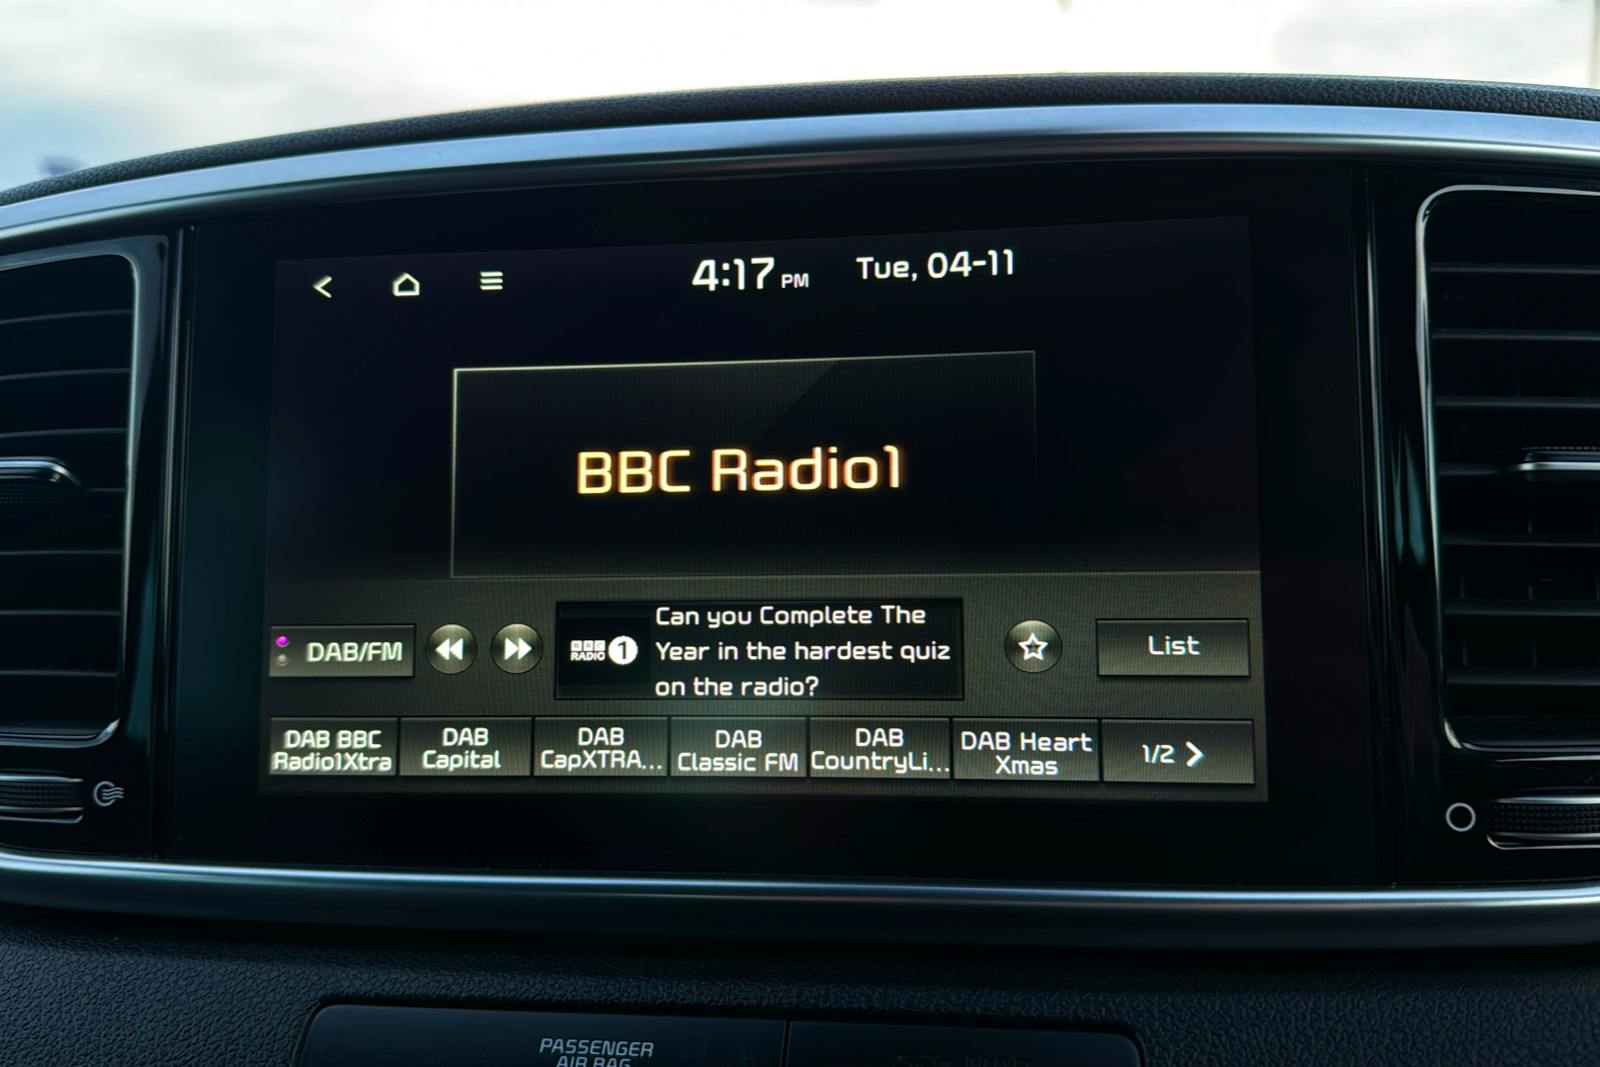 4:17 PM Tue, 04-11
BBC Radio1
DAB/FM
BBC
RADIO 1
Can you Complete The
Year in the hardest quiz
on the radio?
List
DAB BBC
Radio1Xtra
DAB
Capital
DAB
CapXTRA...
DAB
Classic FM
DAB
CountryLi...
DAB Heart
Xmas
1/2
PASSENGER
AIR BAG